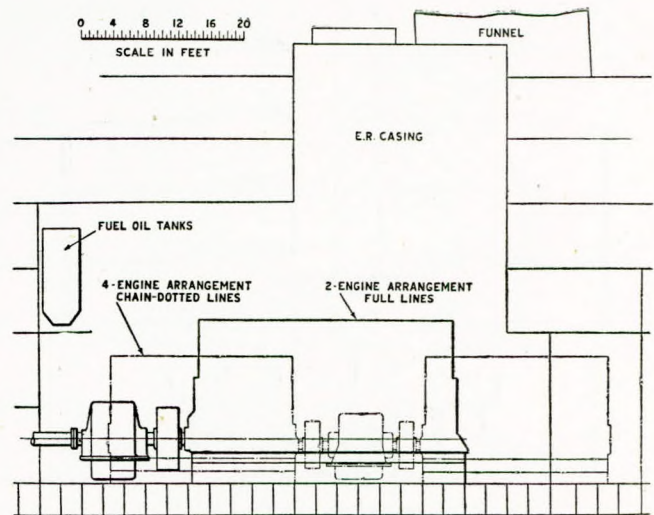 0 4 8 12 16 20
SCALE IN FEET
FUNNEL
E.R. CASING
FUEL OIL TANKS
4-ENGINE ARRANGEMENT
CHAIN-DOTTED LINES
2-ENGINE ARRANGEMENT
FULL LINES